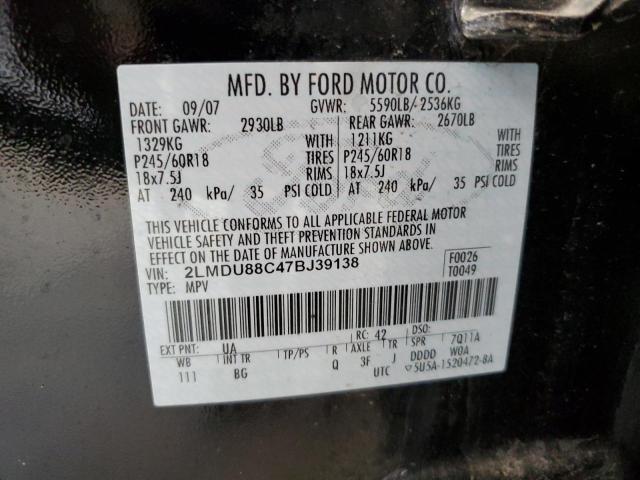 MFD. BY FORD MOTOR CO.
DATE: 09/07 GVWR: 5590LB/ 2536KG
FRONT GAWR: 2930LB REAR GAWR: 2670LB
1329KG WITH 1211KG WITH
P245/60R18 TIRES P245/60R18 TIRES
18x7.5J RIMS 18x7.5J RIMS
AT 240 kPa/ 35 PSI COLD AT 240 kPa/ 35 PSI COLD
THIS VEHICLE CONFORMS TO ALL APPLICABLE FEDERAL MOTOR
VEHICLE SAFETY AND THEFT PREVENTION STANDARDS IN
EFFECT ON THE DATE OF MANUFACTURE SHOWN ABOVE.
VIN: 2LMDU88C47BJ39138 F0026
TYPE: MPV T0049
EXT PNT: UA RC: 42 DSO:
WB INT TR TP/PS R AXLE TR SPR 7Q11A
111 BG Q 3F J DDDD W0A
UTC 5U5A-1520472-BA